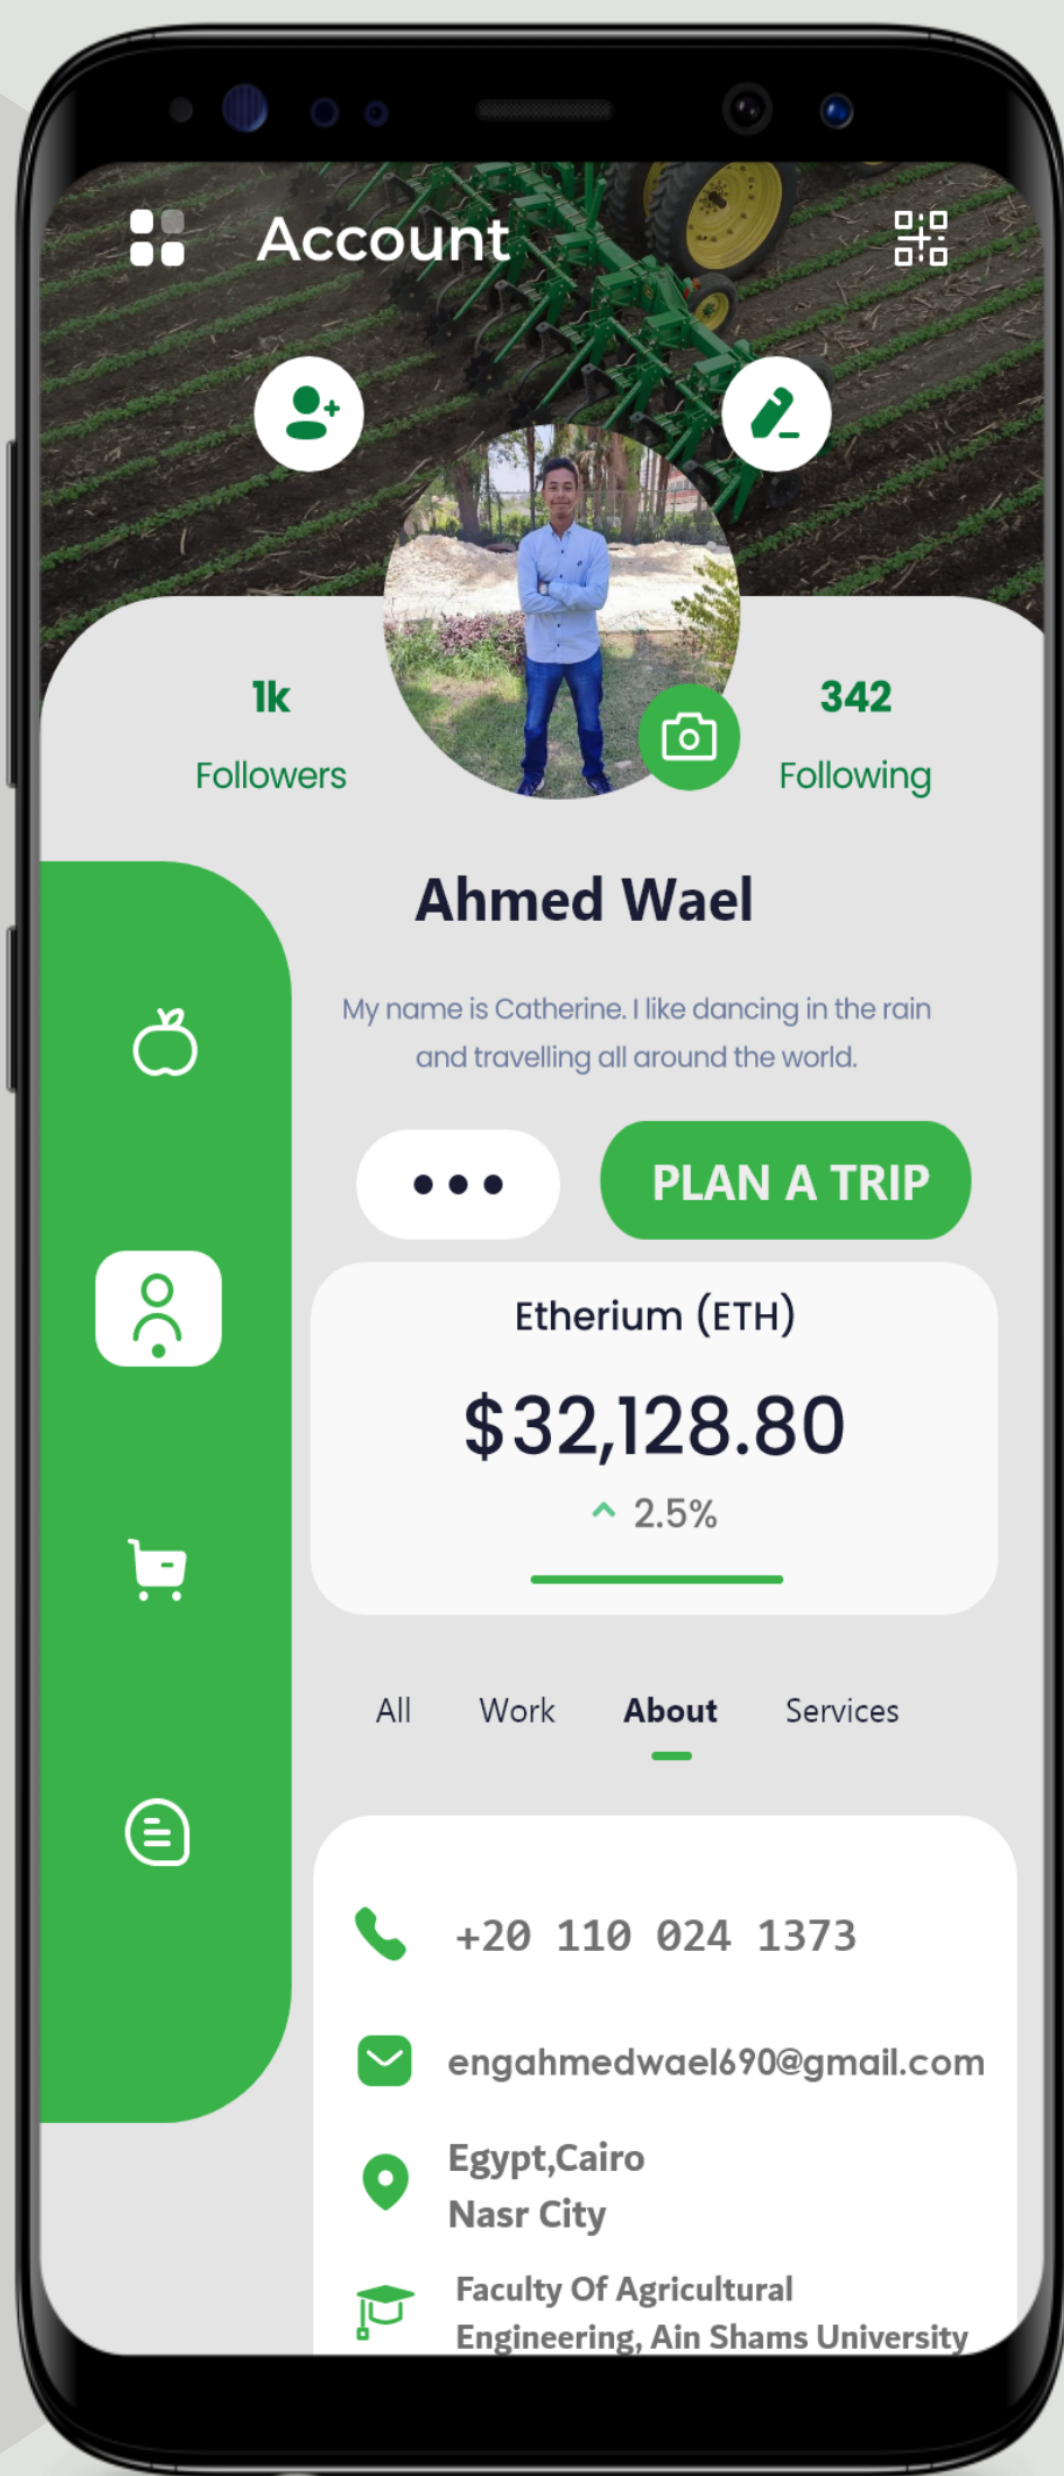 Account
1k
Followers
342
Following
Ahmed Wael
My name is Catherine. I like dancing in the rain
and travelling all around the world.
PLAN A TRIP
Etherium (ETH)
$32,128.80
2.5%
All Work About Services
+20 110 024 1373
engahmedwael690@gmail.com
Egypt,Cairo
Nasr City
Faculty Of Agricultural
Engineering, Ain Shams University